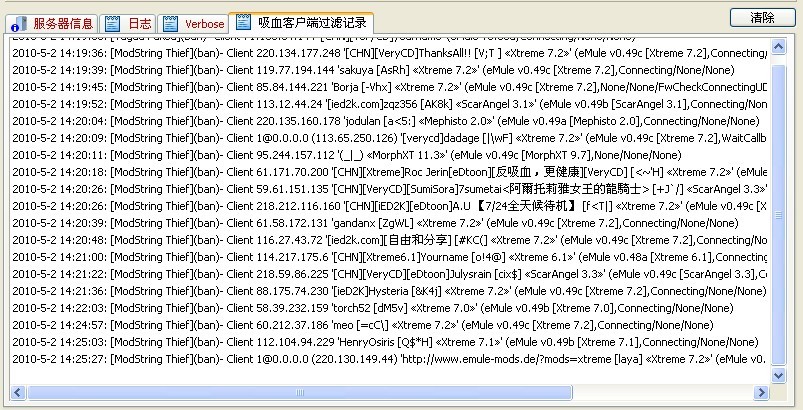 服务器信息 日志 Verbose 吸血客户端过滤记录 清除
2010-5-2 14:19:36: [ModString Thief](ban)- Client 220.134.177.248 '[CHN][VeryCD]ThanksAll!! [V;T ] «Xtreme 7.2»' (eMule v0.49c [Xtreme 7.2],Connecting/
2010-5-2 14:19:39: [ModString Thief](ban)- Client 119.77.194.144 'sakuya [AsRh] «Xtreme 7.2»' (eMule v0.49c [Xtreme 7.2],Connecting/None/None)
2010-5-2 14:19:45: [ModString Thief](ban)- Client 85.84.144.221 'Borja [-Vhx] «Xtreme 7.2»' (eMule v0.49c [Xtreme 7.2],None/None/FwCheckConnectingUD
2010-5-2 14:19:52: [ModString Thief](ban)- Client 113.12.44.24 '[ied2k.com]zqz356 [AK8k] «ScarAngel 3.1»' (eMule v0.49b [ScarAngel 3.1],Connecting/Non
2010-5-2 14:20:04: [ModString Thief](ban)- Client 220.135.160.178 'jodulan [a<5:] «Mephisto 2.0»' (eMule v0.49a [Mephisto 2.0],Connecting/None/None)
2010-5-2 14:20:09: [ModString Thief](ban)- Client 1@0.0.0.0 (113.65.250.126) '[verycd]dadage [|\wF] «Xtreme 7.2»' (eMule v0.49c [Xtreme 7.2],WaitCallb
2010-5-2 14:20:11: [ModString Thief](ban)- Client 95.244.157.112 '(_|_) «MorphXT 11.3»' (eMule v0.49c [MorphXT 9.7],None/None/None)
2010-5-2 14:20:18: [ModString Thief](ban)- Client 61.171.70.200 '[CHN][Xtreme]Roc Jerin[eDtoon][反吸血，更健康][VeryCD] [<~'H] «Xtreme 7.2»' (eMule
2010-5-2 14:20:26: [ModString Thief](ban)- Client 59.61.151.135 '[CHN][VeryCD][SumiSora]7sumetai<阿爾托莉雅女王的龍騎士> [+J`/] «ScarAngel 3.3»'
2010-5-2 14:20:26: [ModString Thief](ban)- Client 218.212.116.160 '[CHN][iED2K][eDtoon]A.U【7/24全天候待机】 [f<T|] «Xtreme 7.2»' (eMule v0.49c [X
2010-5-2 14:20:39: [ModString Thief](ban)- Client 61.58.172.131 'gandanx [ZgWL] «Xtreme 7.2»' (eMule v0.49c [Xtreme 7.2],Connecting/None/None)
2010-5-2 14:20:48: [ModString Thief](ban)- Client 116.27.43.72 '[ied2k.com][自由和分享] [#KC(] «Xtreme 7.2»' (eMule v0.49c [Xtreme 7.2],Connecting/N
2010-5-2 14:21:00: [ModString Thief](ban)- Client 114.217.175.6 '[CHN][Xtreme6.1]Yourname [o!4@] «Xtreme 6.1»' (eMule v0.48a [Xtreme 6.1],Connecting
2010-5-2 14:21:22: [ModString Thief](ban)- Client 218.59.86.225 '[CHN][VeryCD][eDtoon]Julysrain [cix$] «ScarAngel 3.3»' (eMule v0.49c [ScarAngel 3.3],Co
2010-5-2 14:21:36: [ModString Thief](ban)- Client 88.175.74.230 '[ieD2K]Hysteria [&K4j] «Xtreme 7.2»' (eMule v0.49c [Xtreme 7.2],Connecting/None/None)
2010-5-2 14:22:03: [ModString Thief](ban)- Client 58.39.232.159 'torch52 [dM5v] «Xtreme 7.0»' (eMule v0.49b [Xtreme 7.0],Connecting/None/None)
2010-5-2 14:24:57: [ModString Thief](ban)- Client 60.212.37.186 'meo [=cC\] «Xtreme 7.2»' (eMule v0.49c [Xtreme 7.2],Connecting/None/None)
2010-5-2 14:25:03: [ModString Thief](ban)- Client 112.104.94.229 'HenryOsiris [Q$*H] «Xtreme 7.1»' (eMule v0.49b [Xtreme 7.1],Connecting/None/None)
2010-5-2 14:25:27: [ModString Thief](ban)- Client 1@0.0.0.0 (220.130.149.44) 'http://www.emule-mods.de/?mods=xtreme [laya] «Xtreme 7.2»' (eMule v0.